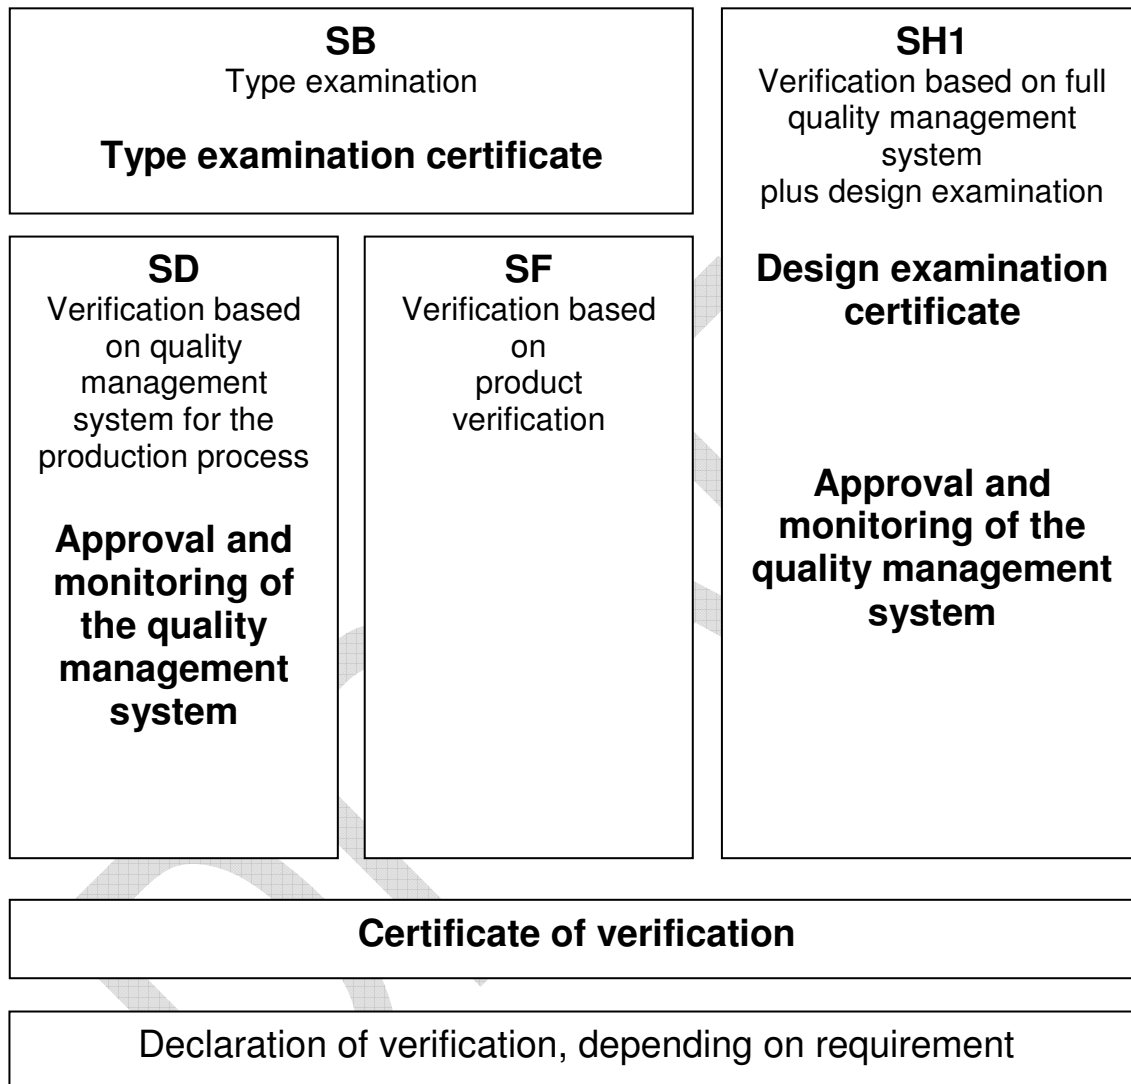 SB
Type examination
Type examination certificate
SH1
Verification based on full
quality management
system
plus design examination
Design examination
certificate
Approval and
monitoring of the
quality management
system
SD
Verification based
on quality
management
system for the
production process
Approval and
monitoring of
the quality
management
system
SF
Verification based
on
product
verification
Certificate of verification
Declaration of verification, depending on requirement